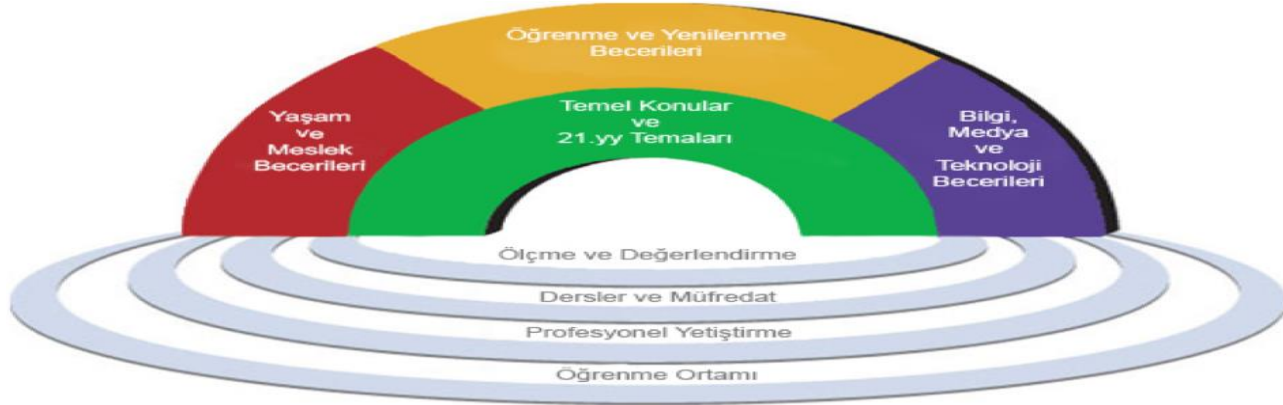 Öğrenme ve Yenilenme
Becerileri
Yaşam
ve
Meslek
Becerileri
Temel Konular
ve
21.yy Temaları
Bilgi,
Medya
ve
Teknoloji
Becerileri
Ölçme ve Değerlendirme
Dersler ve Müfredat
Profesyonel Yetiştirme
Öğrenme Ortamı